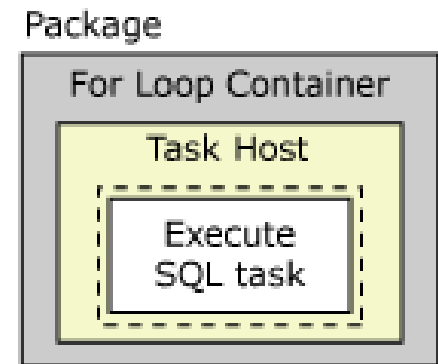 Package
For Loop Container
Task Host
Execute
SQL task